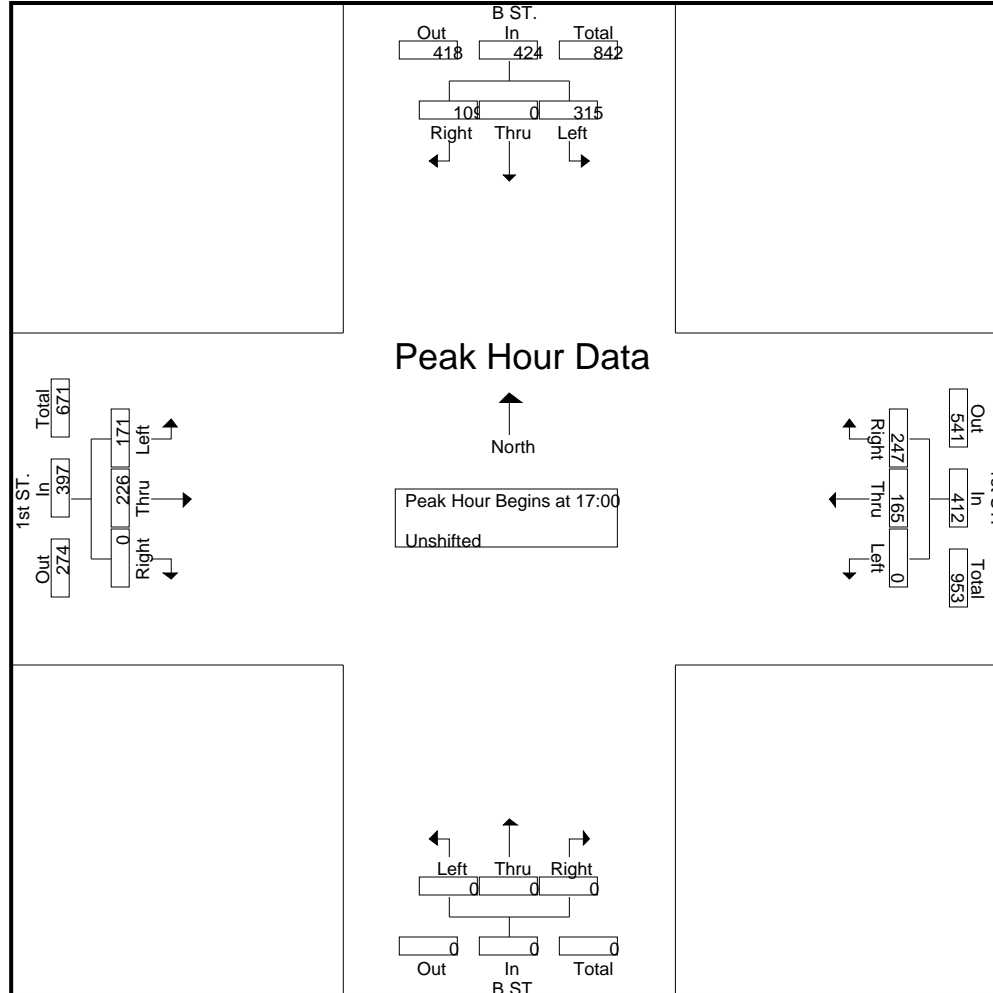 B ST.
Out In Total
418 424 842
109 0 315
Right Thru Left
Peak Hour Data
North
Peak Hour Begins at 17:00
Unshifted
1st ST.
Total In Out
671 397 274
171 226 0
Left Thru Right
Out In Total
541 412 953
247 165 0
Right Thru Left
Left Thru Right
0 0 0
0 0 0
Out In Total
B ST